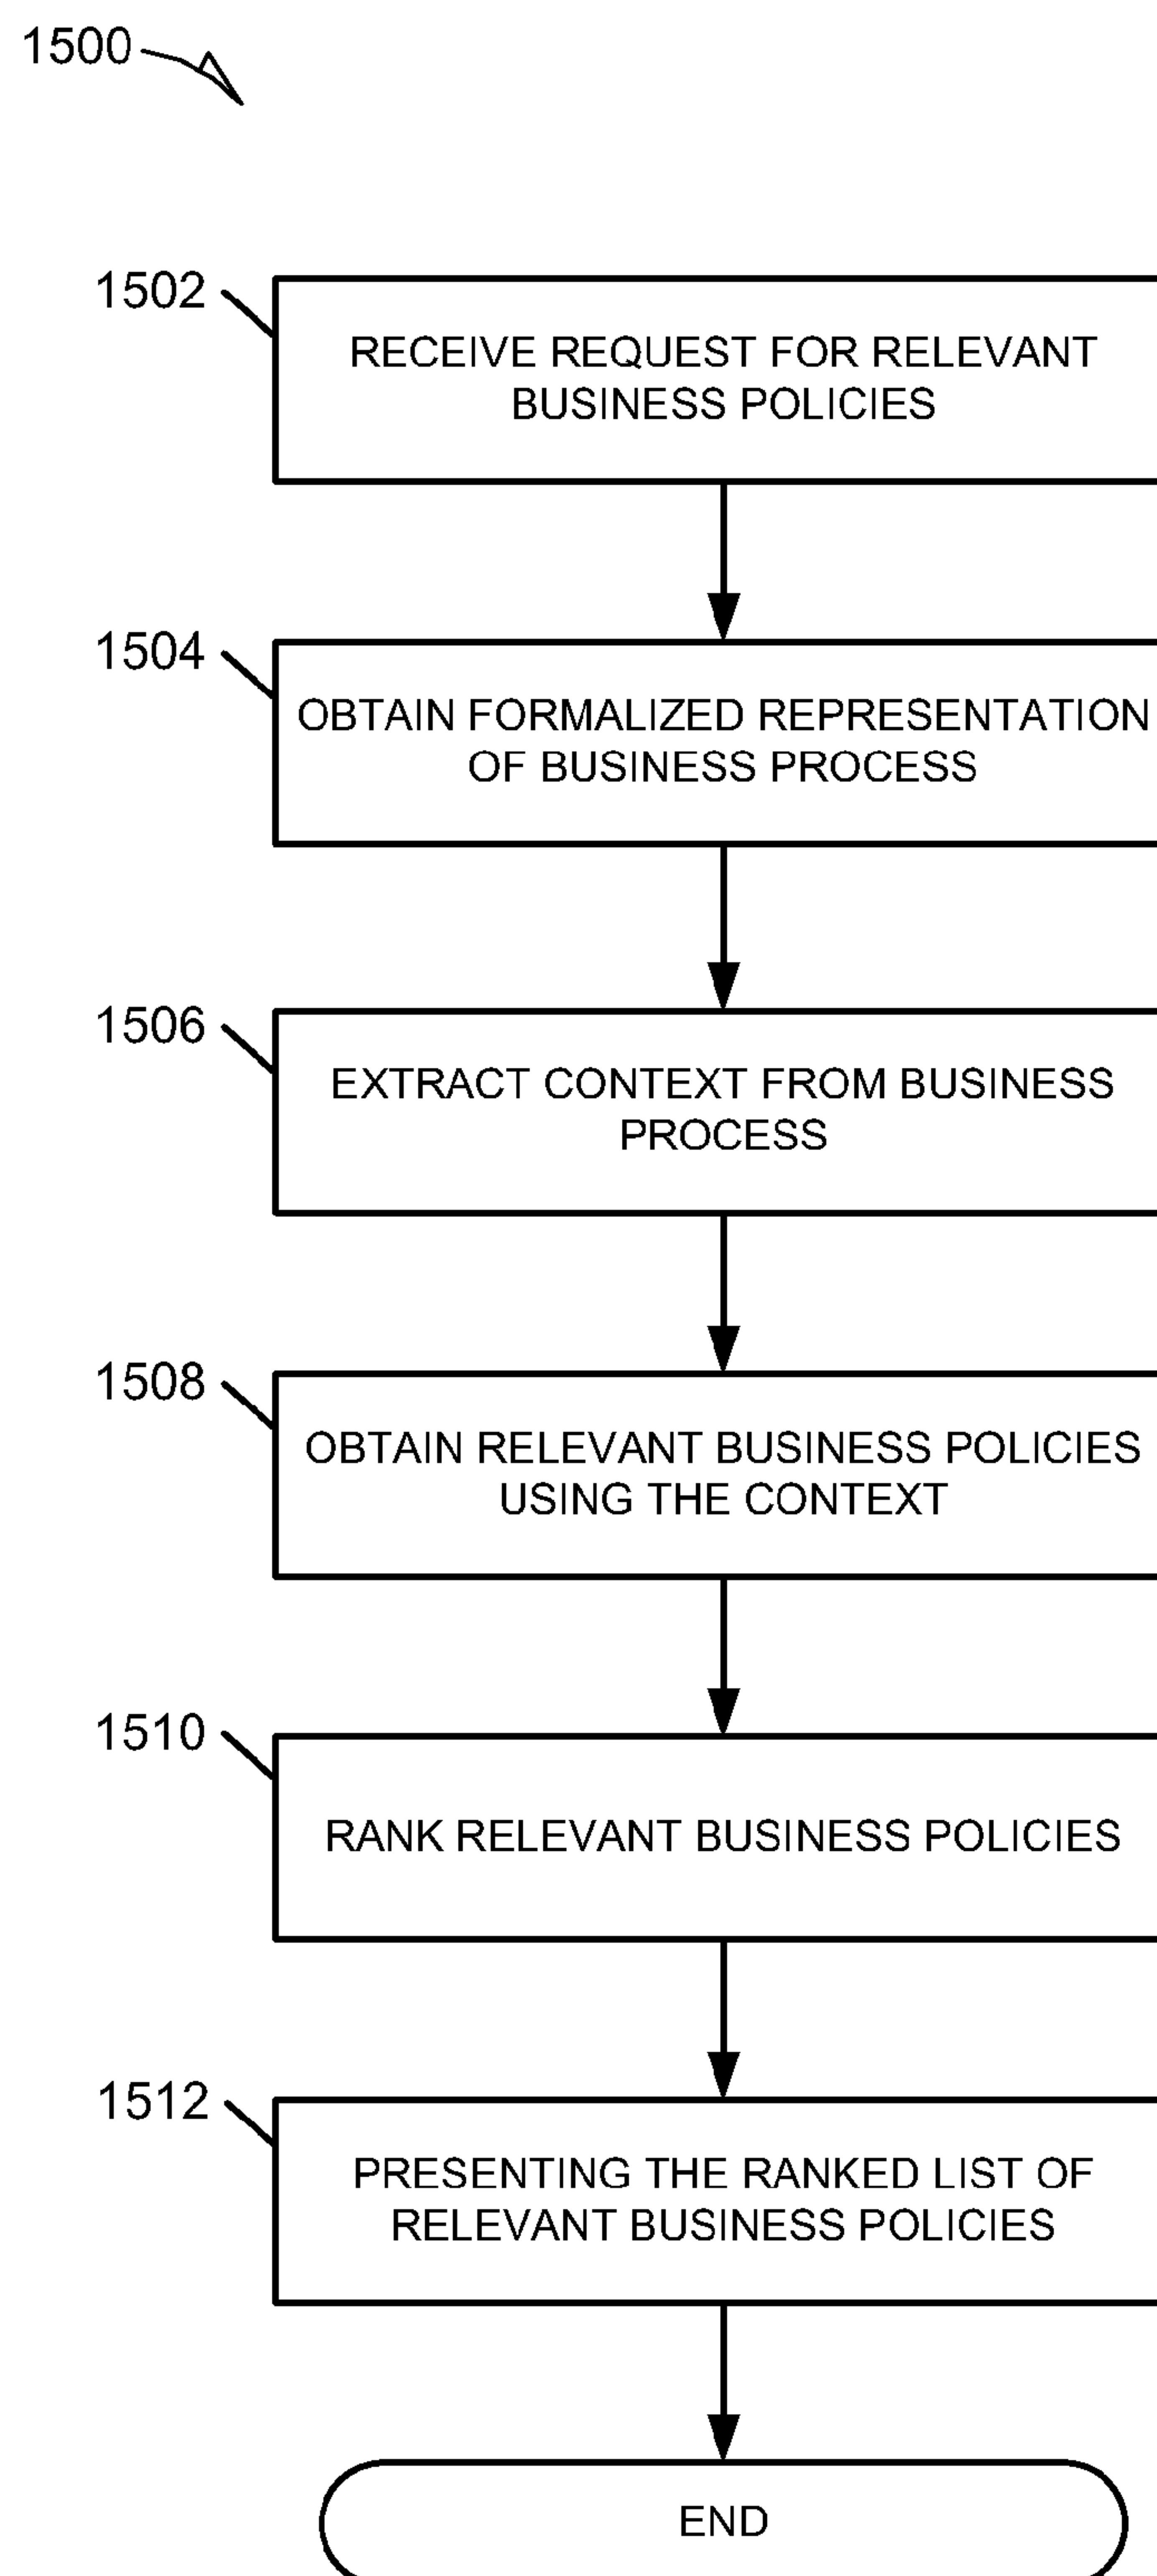 1500
1502
RECEIVE REQUEST FOR RELEVANT
BUSINESS POLICIES
1504
OBTAIN FORMALIZED REPRESENTATION
OF BUSINESS PROCESS
1506
EXTRACT CONTEXT FROM BUSINESS
PROCESS
1508
OBTAIN RELEVANT BUSINESS POLICIES
USING THE CONTEXT
1510
RANK RELEVANT BUSINESS POLICIES
1512
PRESENTING THE RANKED LIST OF
RELEVANT BUSINESS POLICIES
END